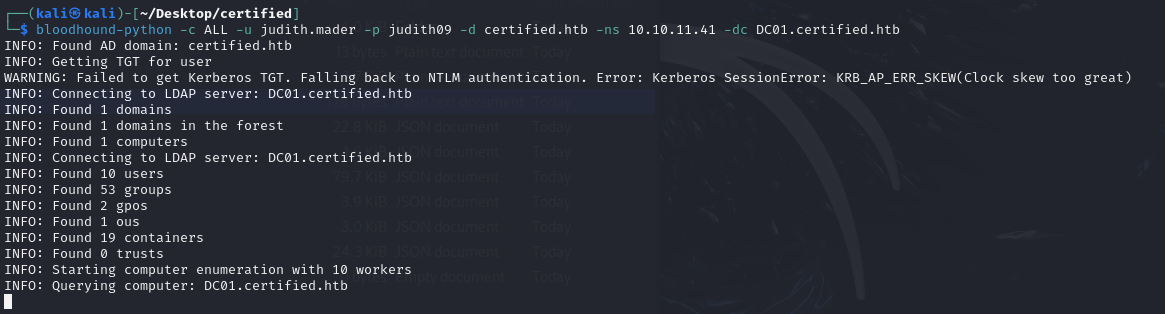 ┌──(kali㉿kali)-[~/Desktop/certified]
└─$ bloodhound-python -c ALL -u judith.mader -p judith09 -d certified.htb -ns 10.10.11.41 -dc DC01.certified.htb
INFO: Found AD domain: certified.htb
INFO: Getting TGT for user
WARNING: Failed to get Kerberos TGT. Falling back to NTLM authentication. Error: Kerberos SessionError: KRB_AP_ERR_SKEW(Clock skew too great)
INFO: Connecting to LDAP server: DC01.certified.htb
INFO: Found 1 domains
INFO: Found 1 domains in the forest
INFO: Found 1 computers
INFO: Connecting to LDAP server: DC01.certified.htb
INFO: Found 10 users
INFO: Found 53 groups
INFO: Found 2 gpos
INFO: Found 1 ous
INFO: Found 19 containers
INFO: Found 0 trusts
INFO: Starting computer enumeration with 10 workers
INFO: Querying computer: DC01.certified.htb